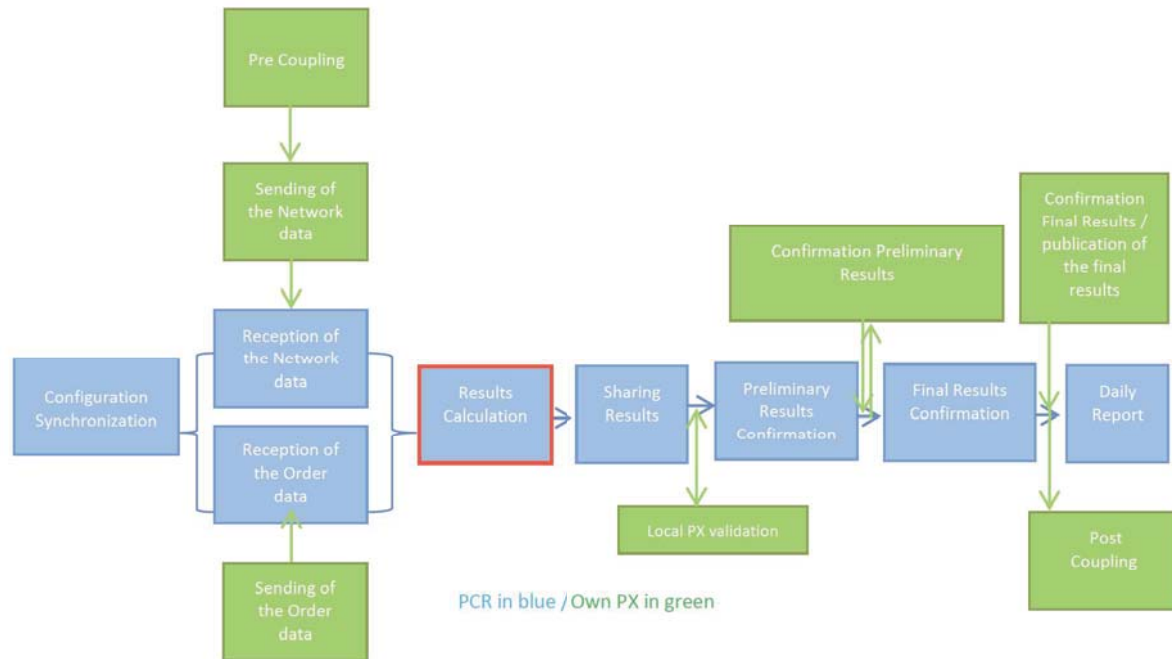 Pre Coupling
Sending of
the Network
data
Reception of
the Network
data
Configuration
Synchronization
Reception of
the Order
data
Sending of
the Order
data
Results
Calculation
Sharing
Results
Local PX validation
Preliminary
Results
Confirmation
Confirmation Preliminary
Results
Final Results
Confirmation
Confirmation
Final Results /
publication of
the final
results
Daily
Report
Post
Coupling
PCR in blue / Own PX in green